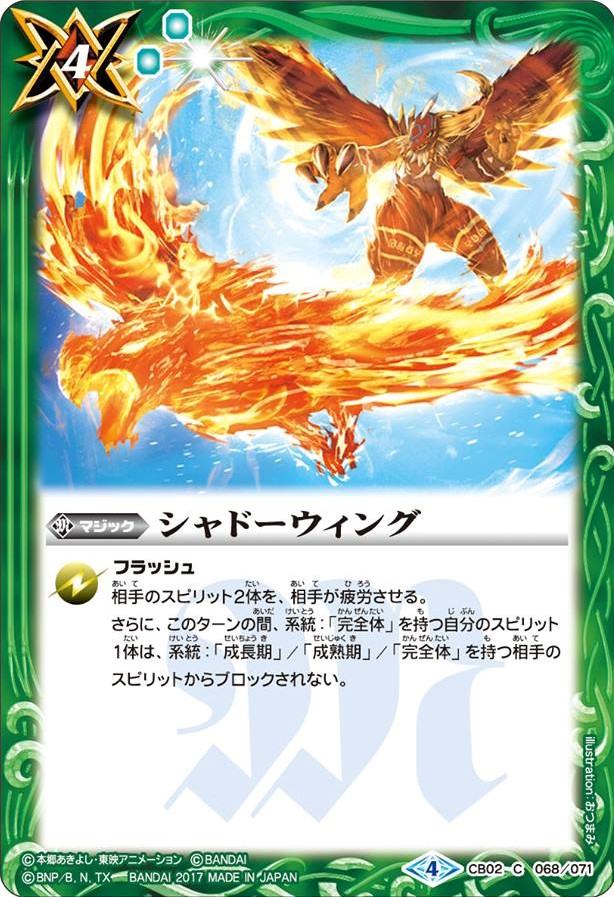 4
マジック シャドーウィング
フラッシュ
相手のスピリット2体を、相手が疲労させる。
さらに、このターンの間、系統：「完全体」を持つ自分のスピリット
1体は、系統：「成長期」／「成熟期」／「完全体」を持つ相手の
スピリットからブロックされない。
illustration：おつまみ
©本郷あきよし・東映アニメーション ©BANDAI
©BNP/B, N, TX BANDAI 2017 MADE IN JAPAN
4 CB02 C 068/071